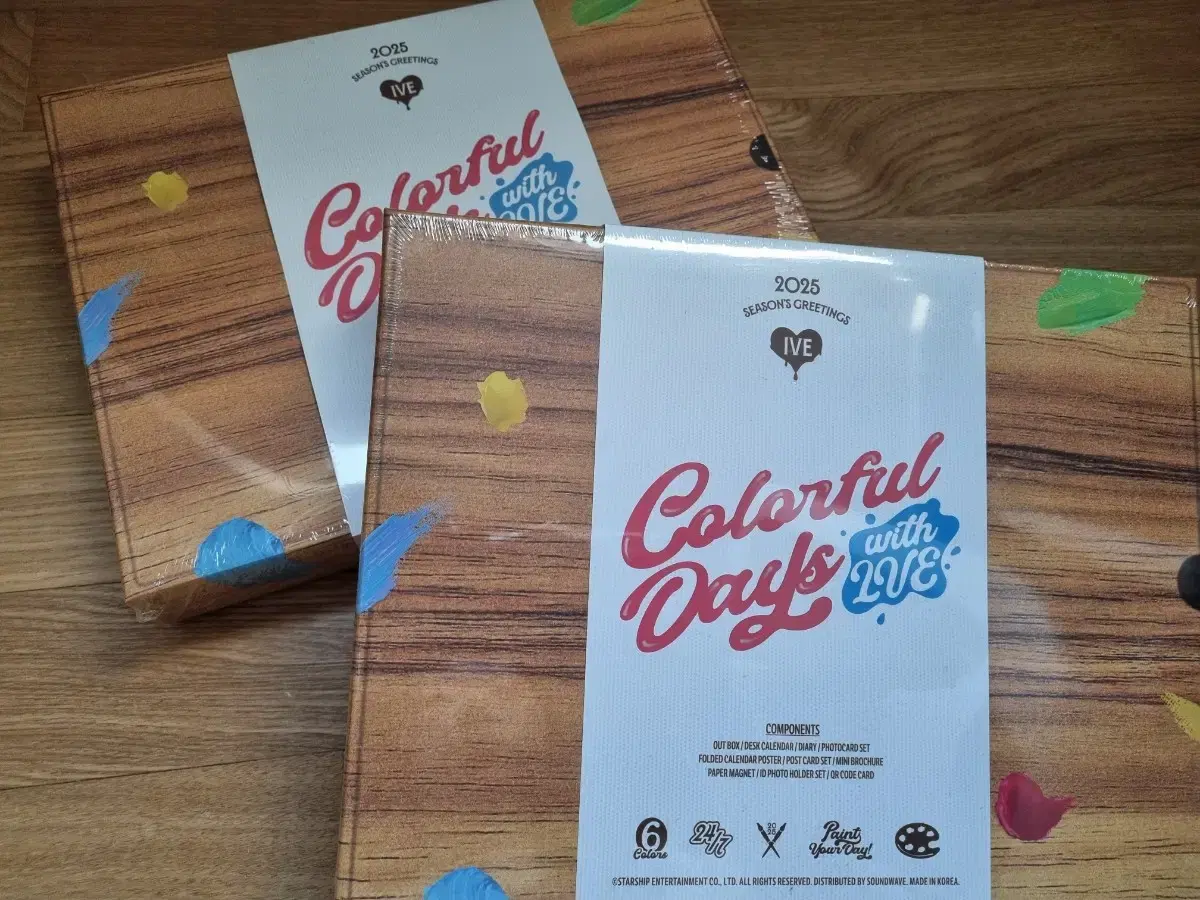 2025
SEASON'S GREETINGS
IVE
Colorful
with
2025
SEASON'S GREETINGS
IVE
Colorful
Days
with
IVE
COMPONENTS
OUT BOX / DESK CALENDAR / DIARY / PHOTOCARD SET
FOLDED CALENDAR POSTER / POST CARD SET / MINI BROCHURE
PAPER MAGNET / ID PHOTO HOLDER SET / QR CODE CARD
6
Colors
24/7
2025
Paint
Your Day!
©STARSHIP ENTERTAINMENT CO., LTD. ALL RIGHTS RESERVED. DISTRIBUTED BY SOUNDWAVE. MADE IN KOREA.